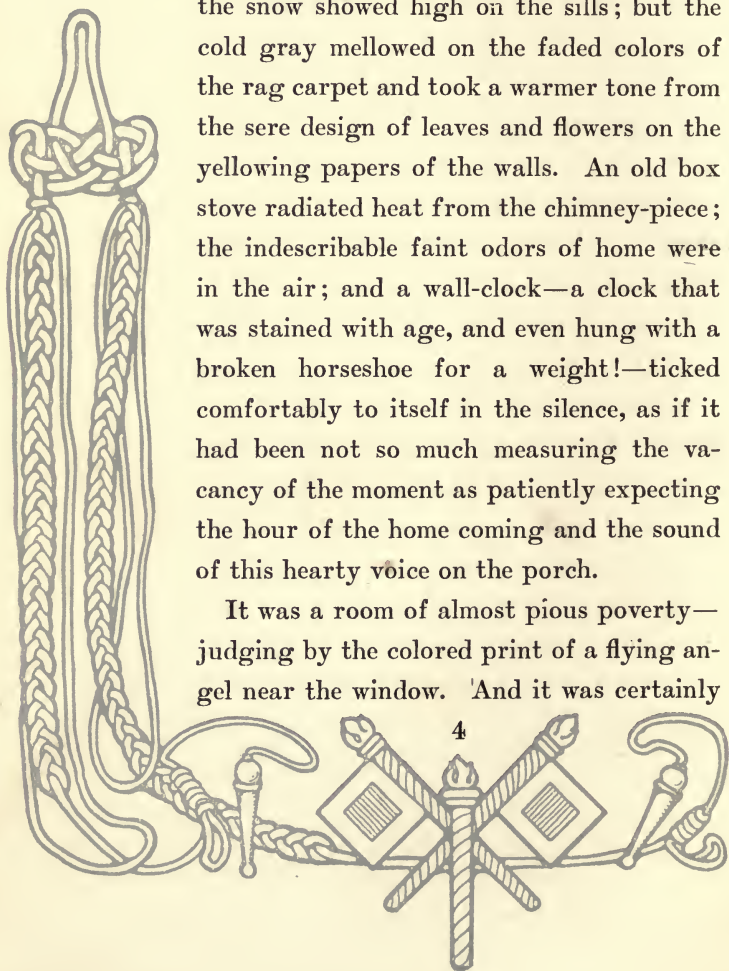 the snow showed high on the sills; but the
cold gray mellowed on the faded colors of
the rag carpet and took a warmer tone from
the sere design of leaves and flowers on the
yellowing papers of the walls. An old box
stove radiated heat from the chimney-piece;
the indescribable faint odors of home were
in the air; and a wall-clock—a clock that
was stained with age, and even hung with a
broken horseshoe for a weight!—ticked
comfortably to itself in the silence, as if it
had been not so much measuring the va-
cancy of the moment as patiently expecting
the hour of the home coming and the sound
of this hearty voice on the porch.
It was a room of almost pious poverty—
judging by the colored print of a flying an-
gel near the window. And it was certainly
4